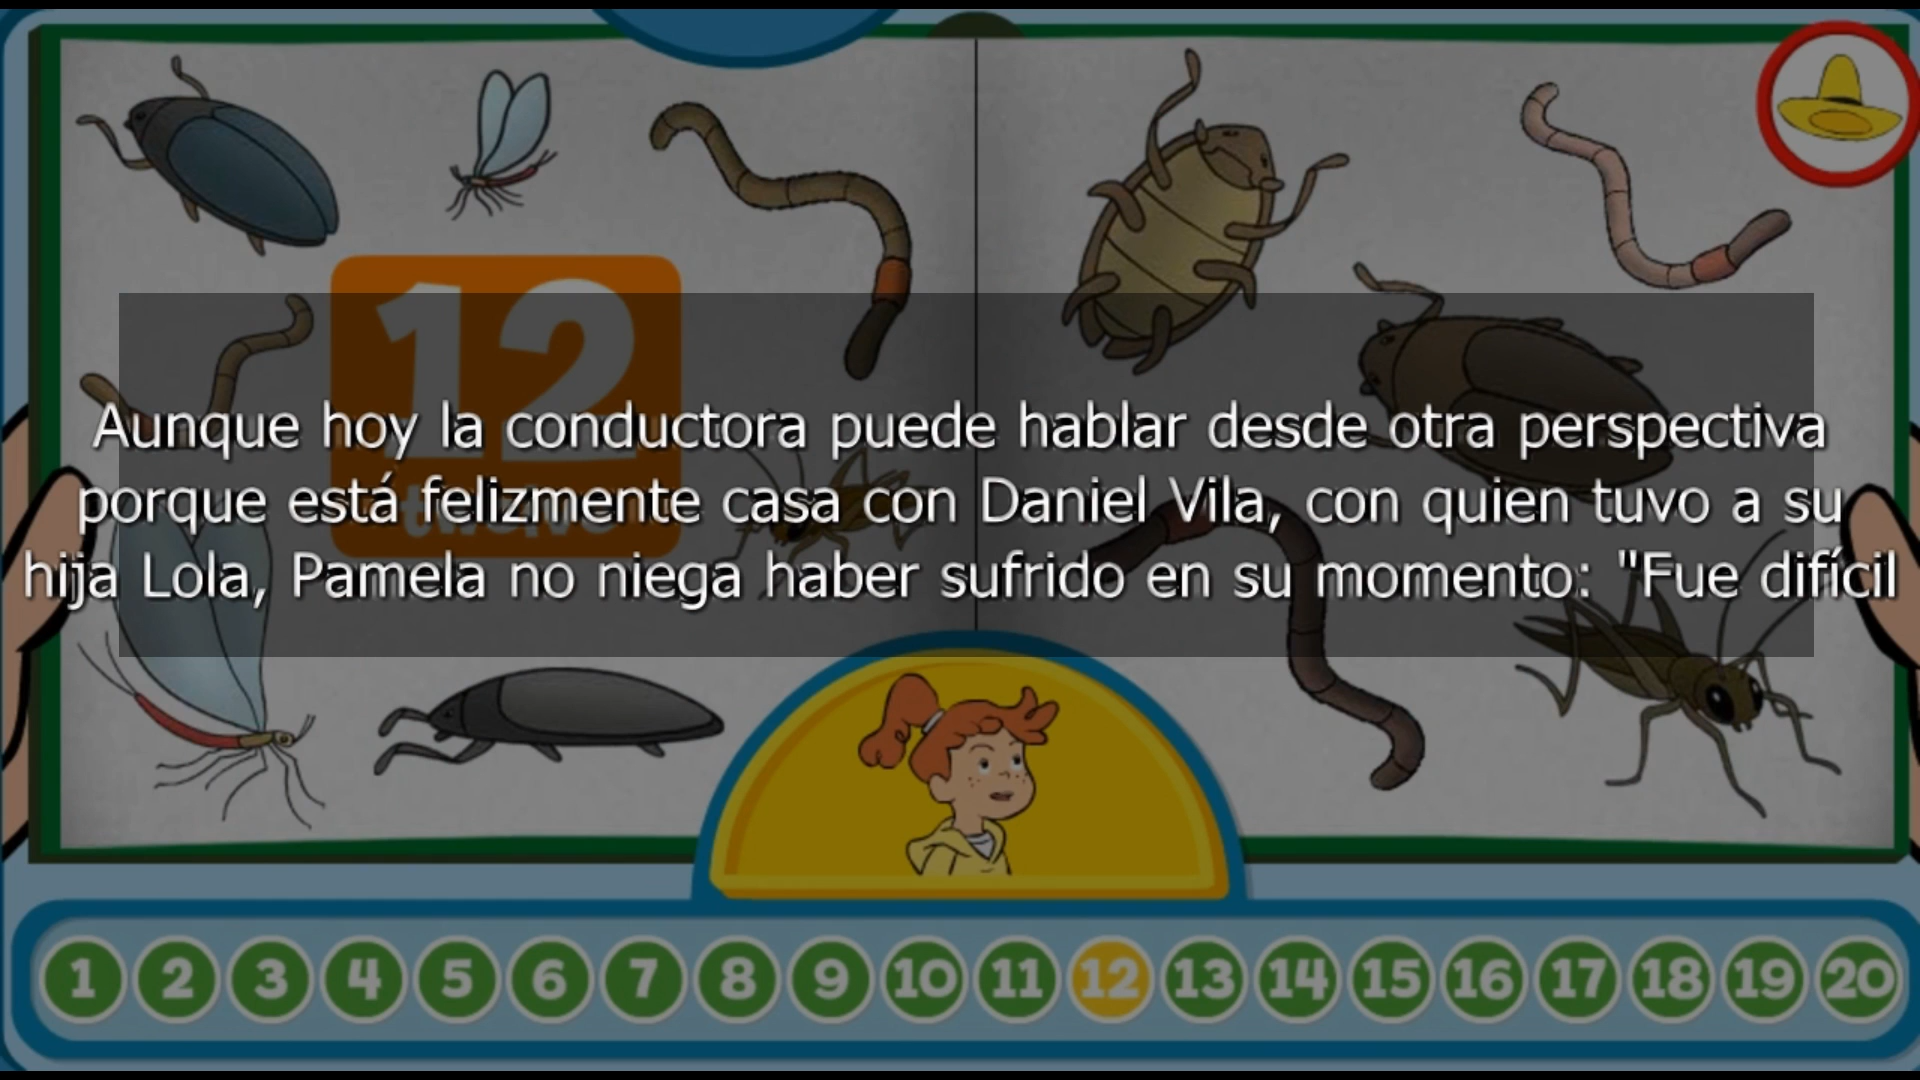 12
twelve
Aunque hoy la conductora puede hablar desde otra perspectiva
porque está felizmente casa con Daniel Vila, con quien tuvo a su
hija Lola, Pamela no niega haber sufrido en su momento: "Fue difícil
1 2 3 4 5 6 7 8 9 10 11 12 13 14 15 16 17 18 19 20